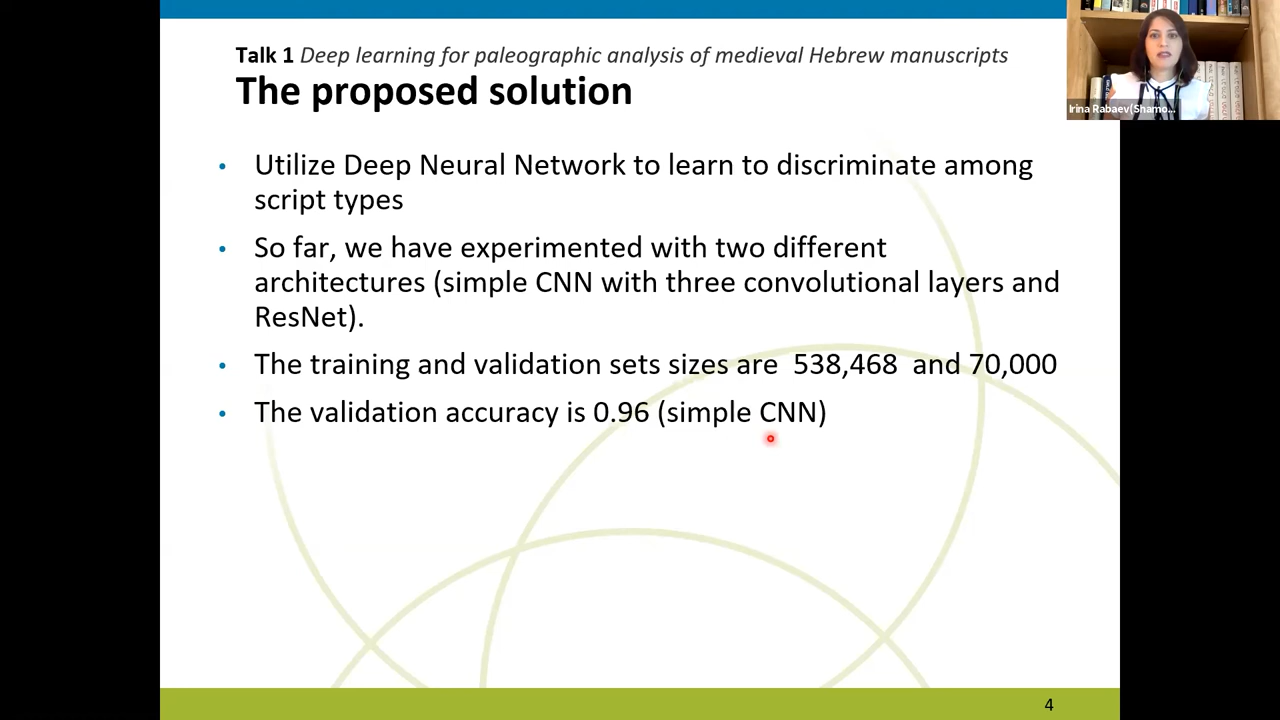 Talk 1 Deep learning for paleographic analysis of medieval Hebrew manuscripts
The proposed solution
Irina Rabaev(Shamo...
• Utilize Deep Neural Network to learn to discriminate among
script types
• So far, we have experimented with two different
architectures (simple CNN with three convolutional layers and
ResNet).
• The training and validation sets sizes are 538,468 and 70,000
• The validation accuracy is 0.96 (simple CNN)
4